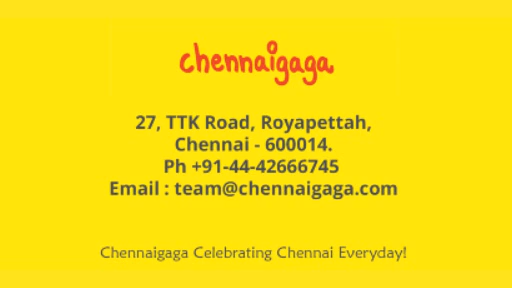 chennaigaga
27, TTK Road, Royapettah,
Chennai - 600014.
Ph +91-44-42666745
Email : team@chennaigaga.com
Chennaigaga Celebrating Chennai Everyday!